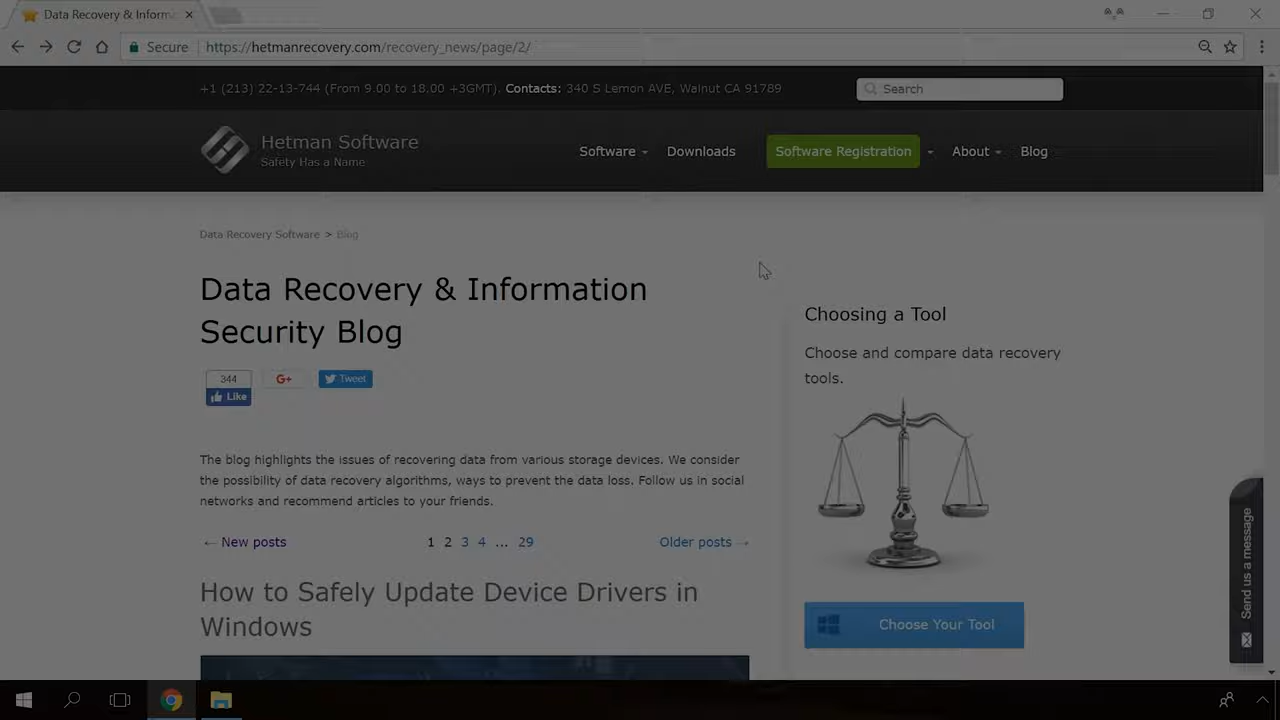 Data Recovery & Inform
Secure https://hetmanrecovery.com/recovery_news/page/2/
+1 (213) 22-13-744 (From 9.00 to 18.00 +3GMT). Contacts: 340 S Lemon AVE, Walnut CA 91789
Search
Hetman Software
Safety Has a Name
Software Downloads Software Registration About Blog
Data Recovery Software > Blog
Data Recovery & Information
Security Blog
344
Like
G+
Tweet
The blog highlights the issues of recovering data from various storage devices. We consider
the possibility of data recovery algorithms, ways to prevent the data loss. Follow us in social
networks and recommend articles to your friends.
← New posts 1 2 3 4 ... 29 Older posts →
How to Safely Update Device Drivers in
Windows
Choosing a Tool
Choose and compare data recovery
tools.
Choose Your Tool
Send us a message